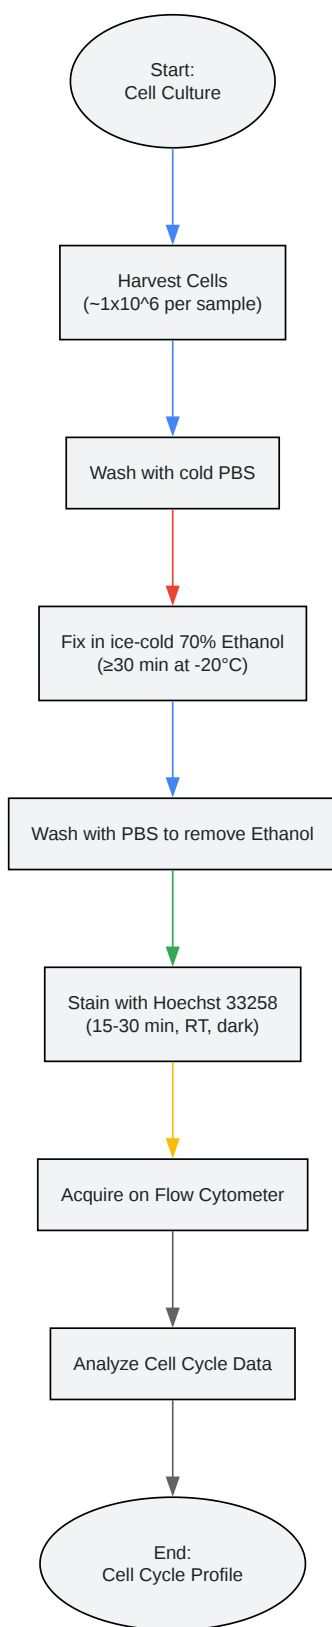 Start:
Cell Culture
Harvest Cells
(~1x10^6 per sample)
Wash with cold PBS
Fix in ice-cold 70% Ethanol
(≥30 min at -20°C)
Wash with PBS to remove Ethanol
Stain with Hoechst 33258
(15-30 min, RT, dark)
Acquire on Flow Cytometer
Analyze Cell Cycle Data
End:
Cell Cycle Profile